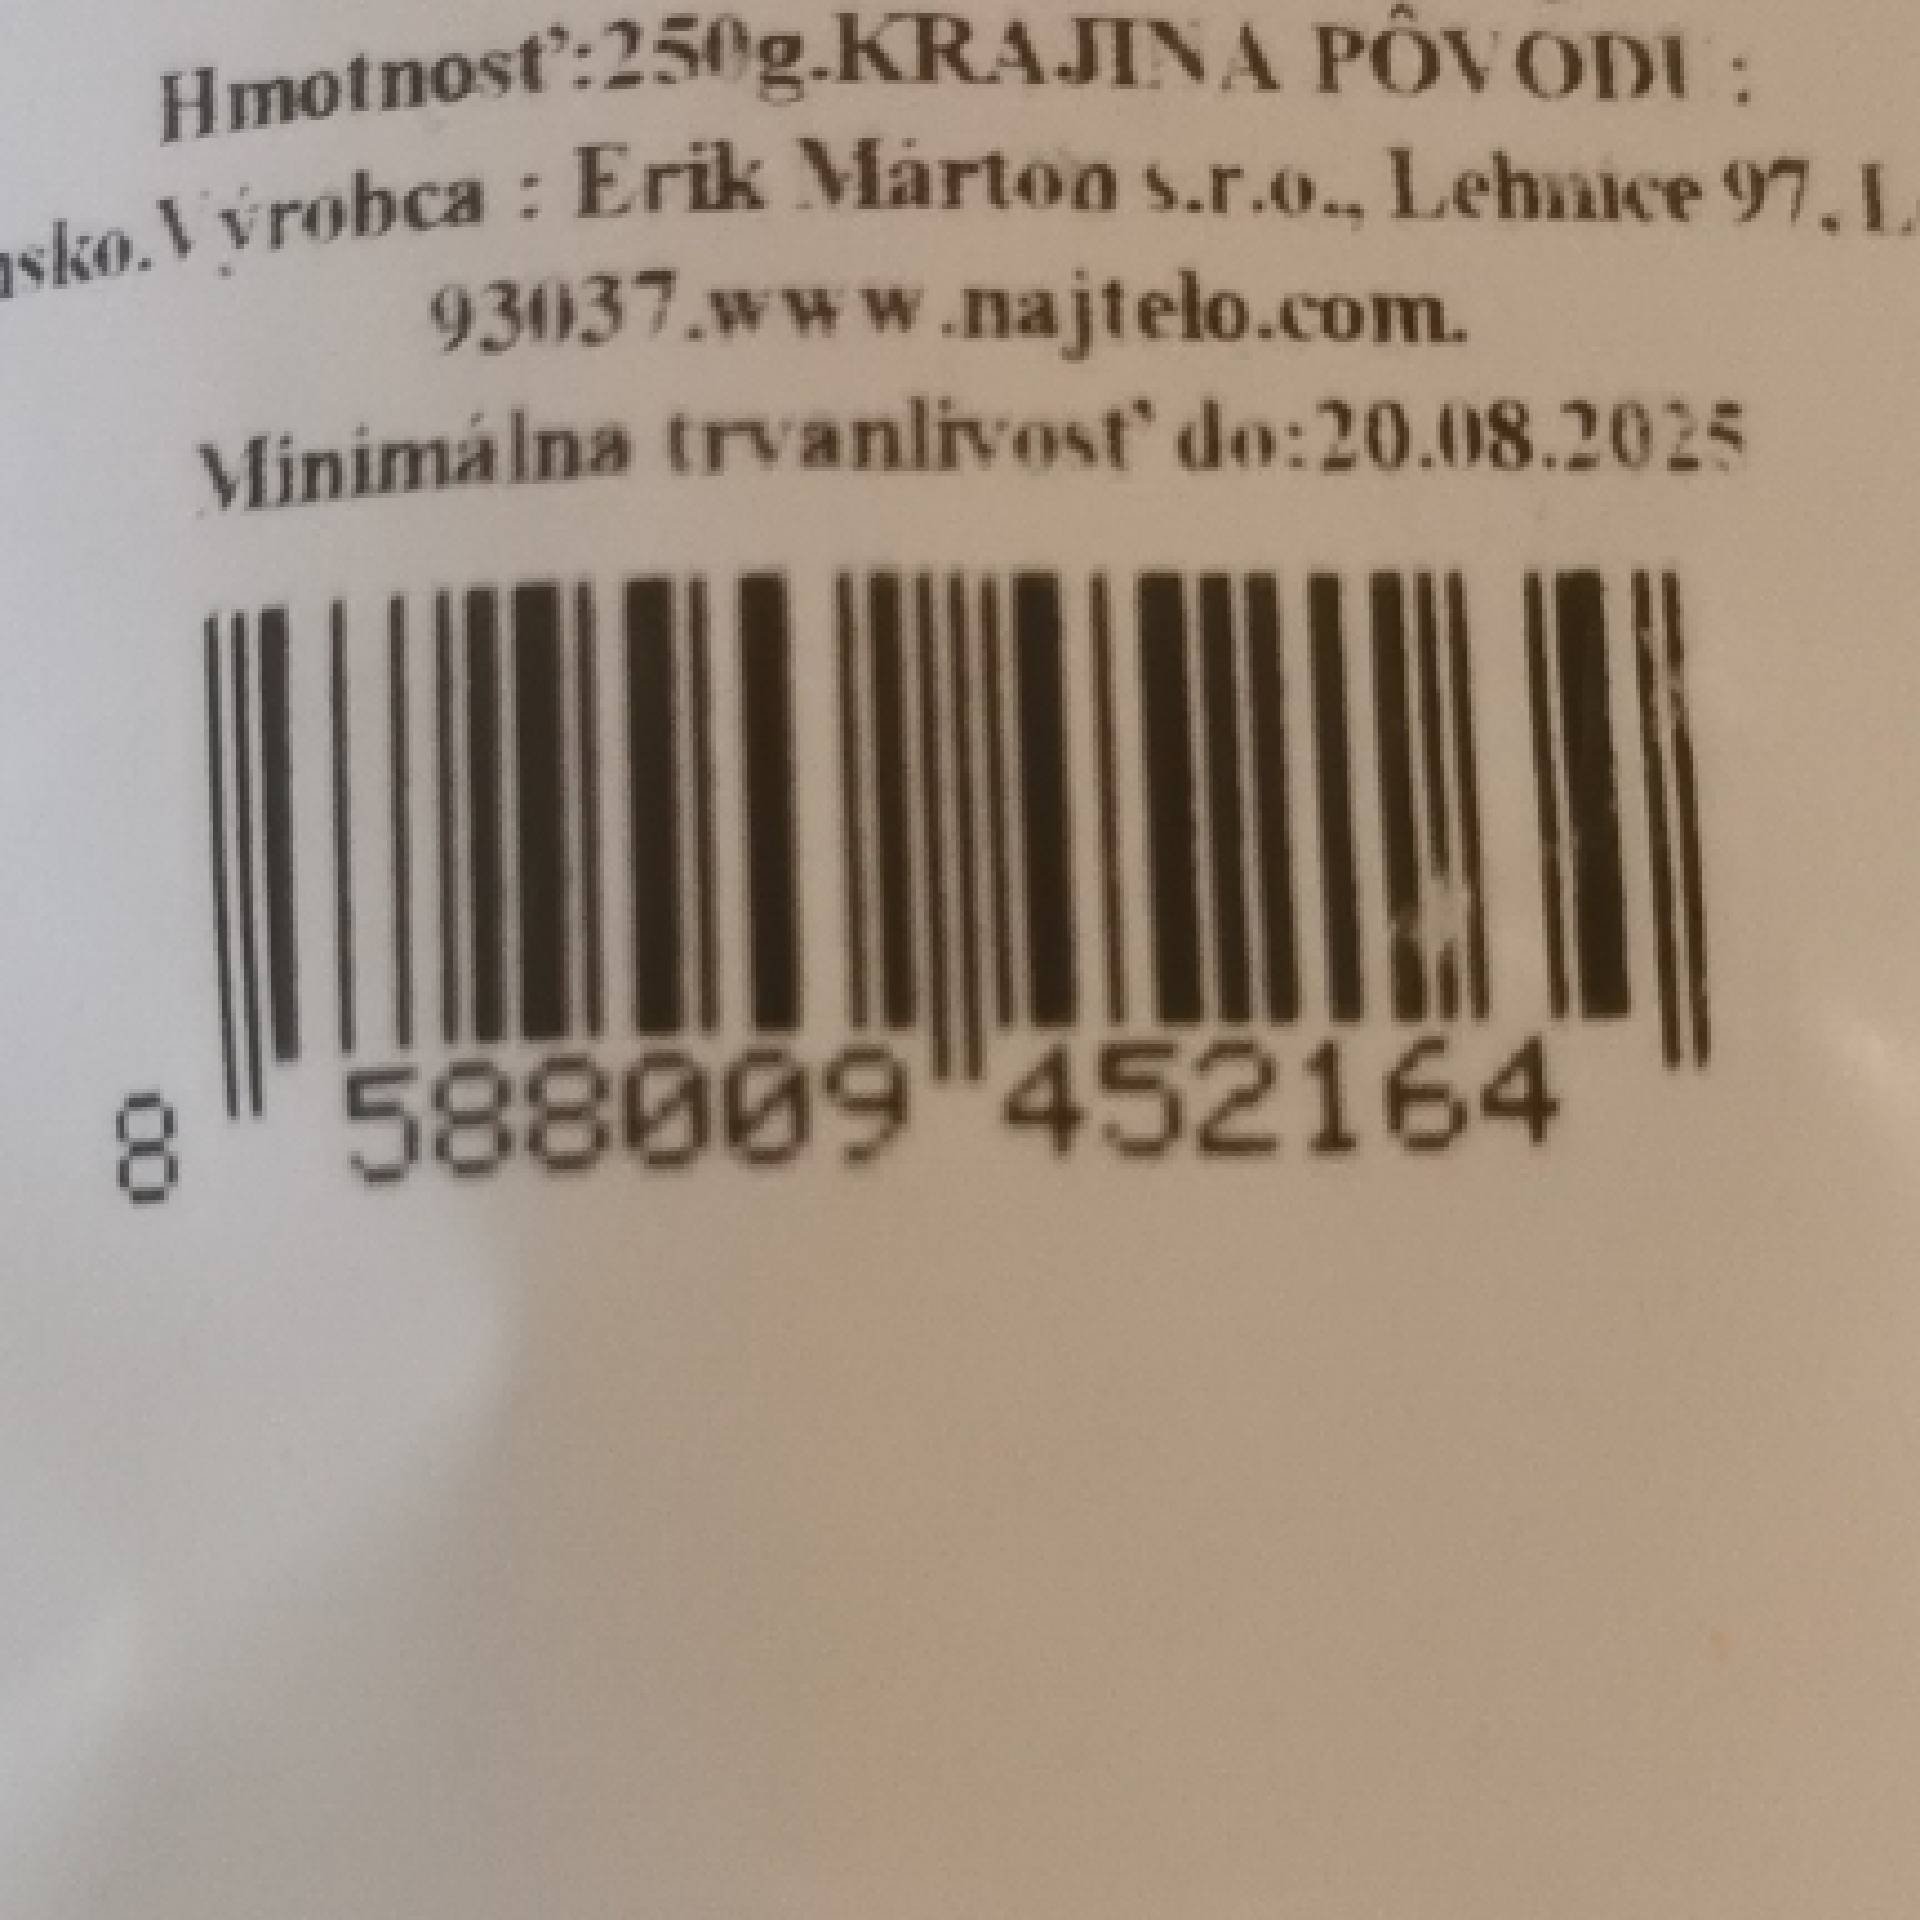 Hmotnosť:250g.KRAJINA PÔVODU :
Výrobca : Erik Márton s.r.o., Lehnice 97,
93037.www.najtelo.com.
Minimálna trvanlivosť do:20.08.2025
8 588009 452164